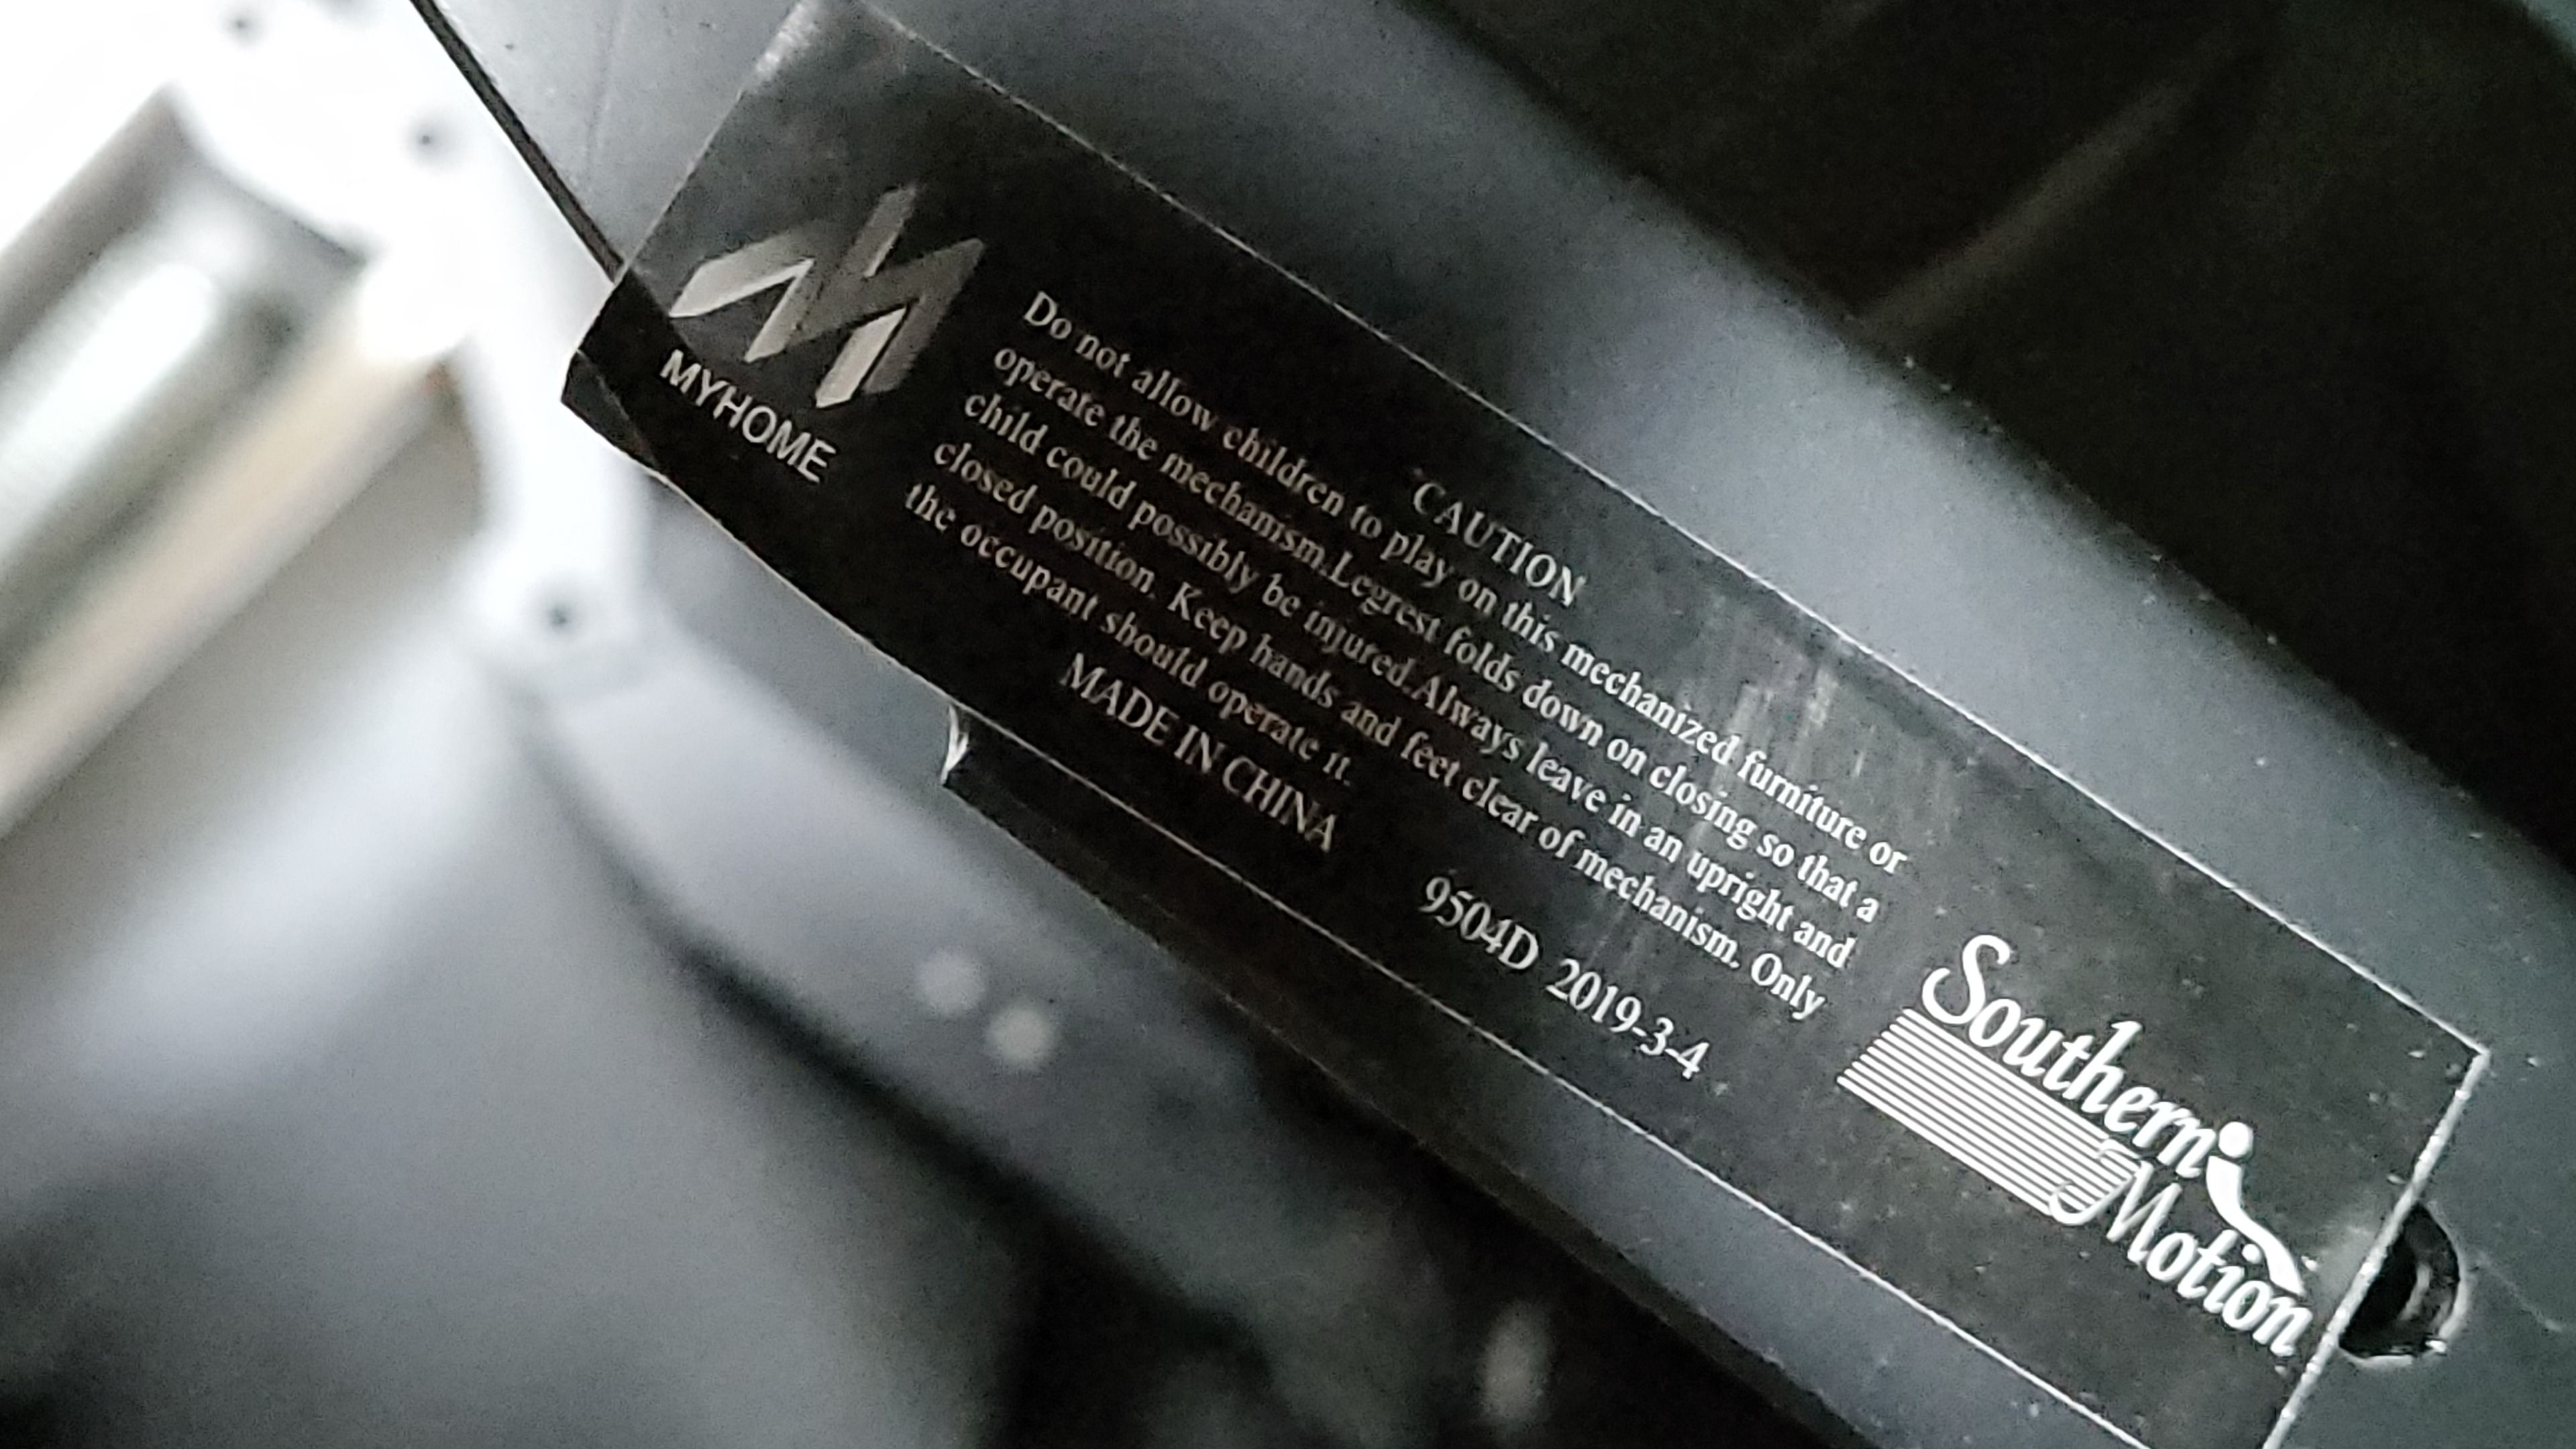 MYHOME
CAUTION
Do not allow children to play on this mechanized furniture or
operate the mechanism.Legrest folds down on closing so that a
child could possibly be injured.Always leave in an upright and
closed position. Keep hands and feet clear of mechanism. Only
the occupant should operate it.
MADE IN CHINA 9504D 2019-3-4
Southern
Motion